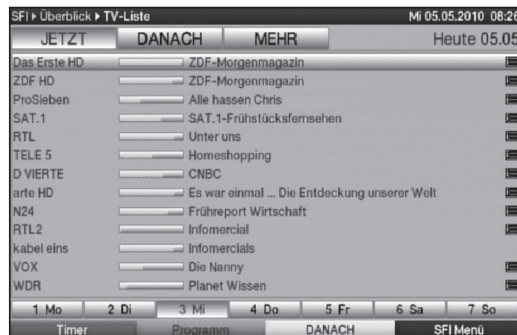 SFI ▸ Überblick ▸ TV-Liste Mi 05.05.2010 08:26
JETZT DANACH MEHR Heute 05.05
Das Erste HD ZDF-Morgenmagazin
ZDF HD ZDF-Morgenmagazin
ProSieben Alle hassen Chris
SAT.1 SAT.1-Frühstücksfernsehen
RTL Unter uns
TELE 5 Homeshopping
D VIERTE CNBC
arte HD Es war einmal ... Die Entdeckung unserer Welt
N24 Frühreport Wirtschaft
RTL2 Infomercial
kabel eins Infomercials
VOX Die Nanny
WDR Planet Wissen
1 Mo 2 Di 3 Mi 4 Do 5 Fr 6 Sa 7 So
Timer Programm DANACH SFI Menü